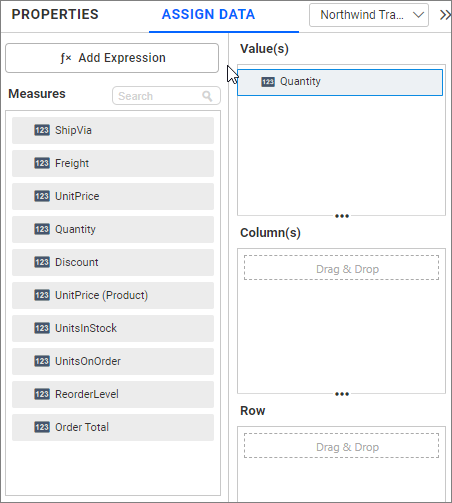 PROPERTIES
ASSIGN DATA
Northwind Tra...
ƒx Add Expression
Measures
Search
123 ShipVia
123 Freight
123 UnitPrice
123 Quantity
123 Discount
123 UnitPrice (Product)
123 UnitsInStock
123 UnitsOnOrder
123 ReorderLevel
123 Order Total
Value(s)
123 Quantity
Column(s)
Drag & Drop
Row
Drag & Drop